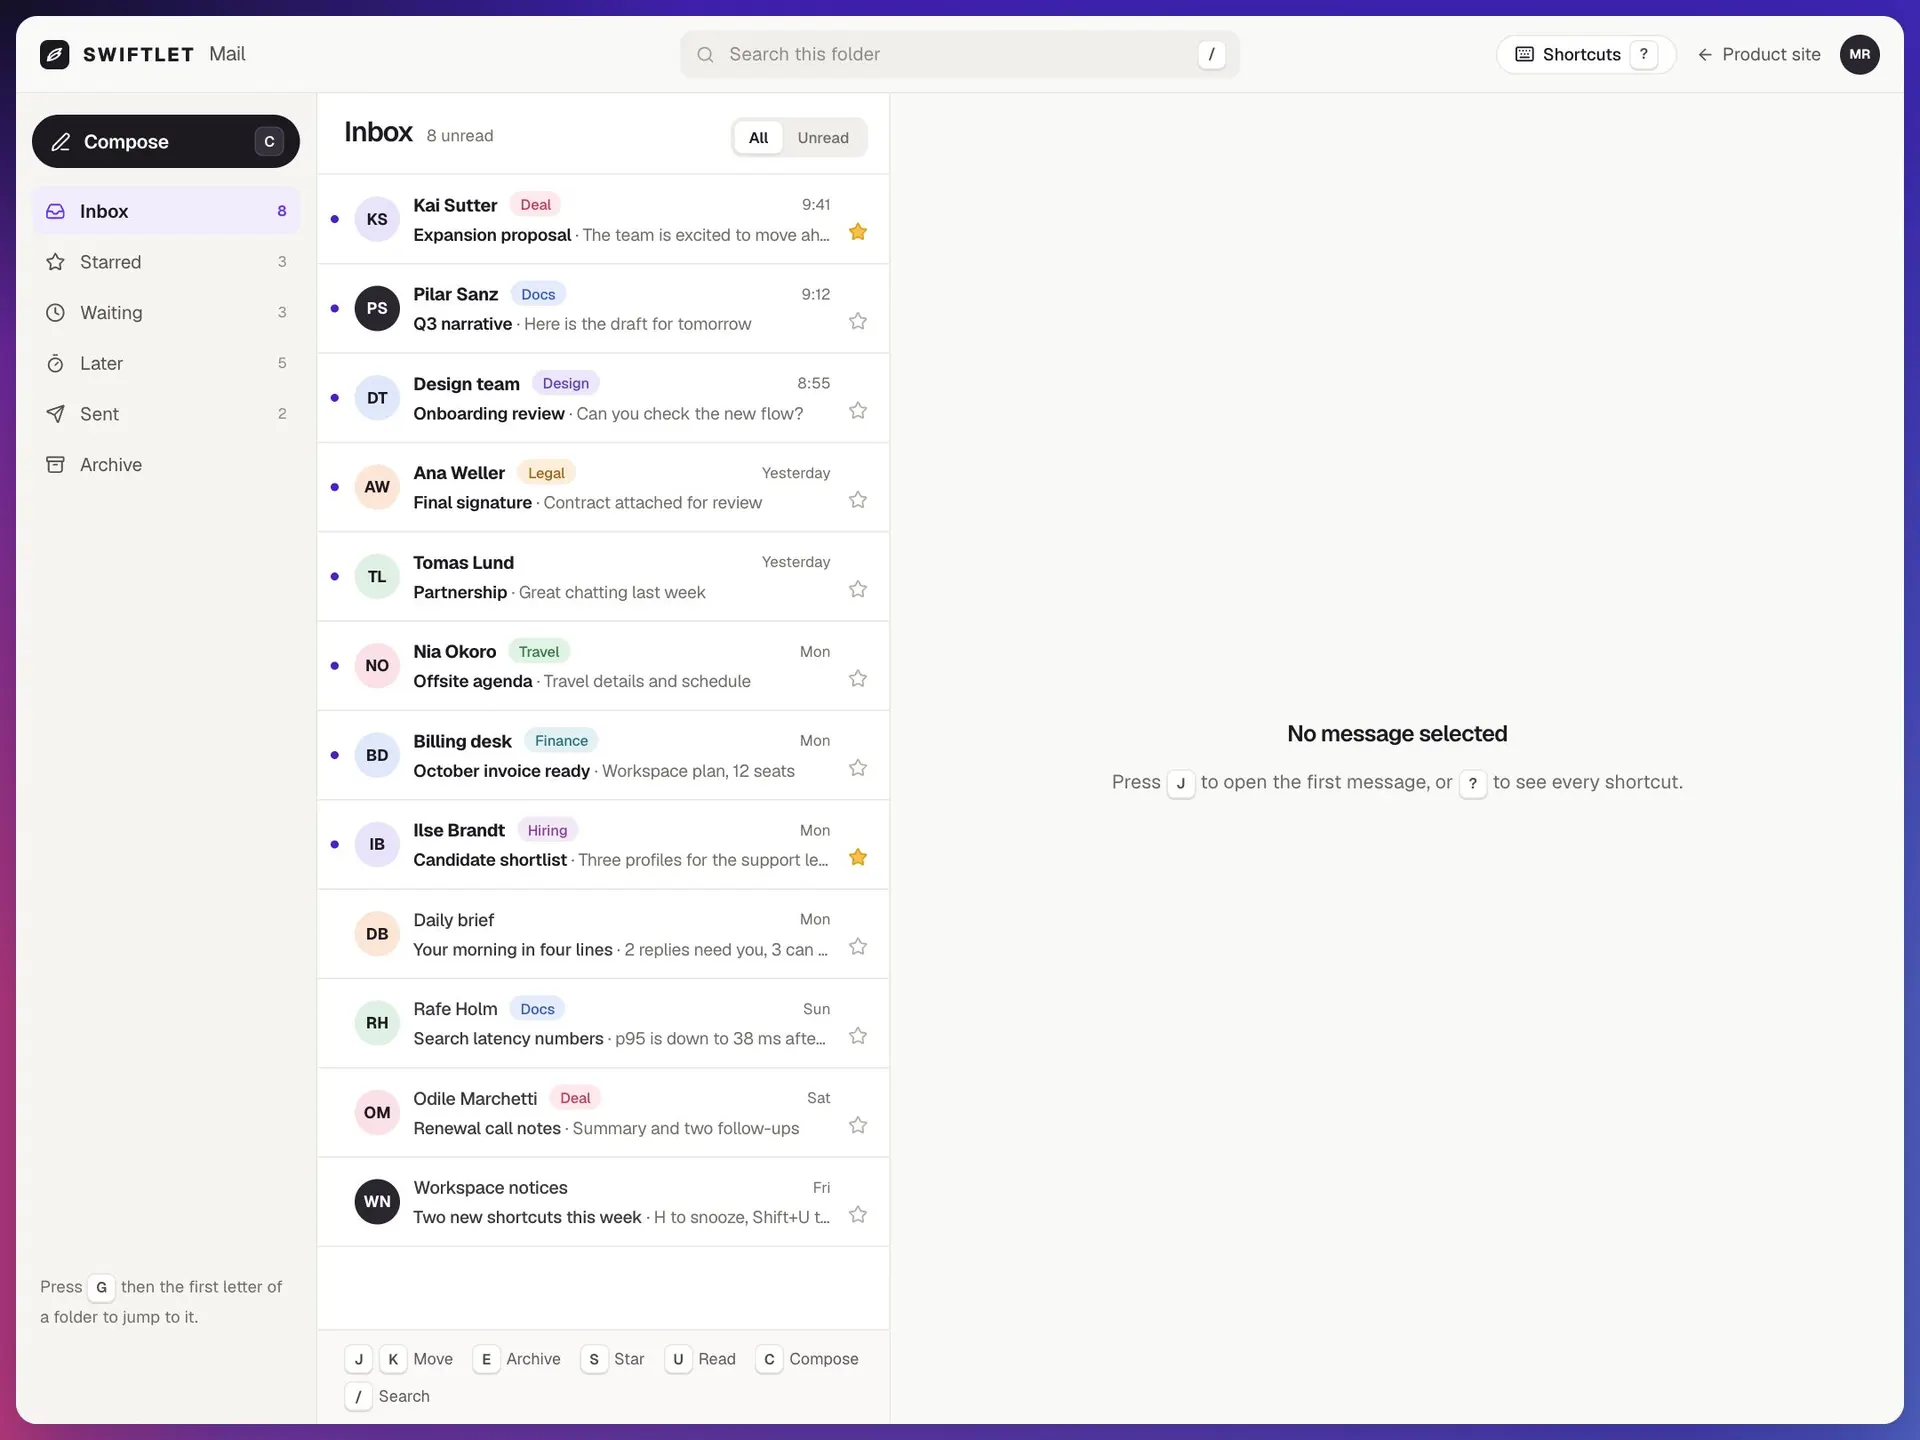 SWIFTLET Mail
Search this folder /
Shortcuts ?
Product site
MR
Compose C
Inbox 8
Starred 3
Waiting 3
Later 5
Sent 2
Archive
Press G then the first letter of
a folder to jump to it.
Inbox 8 unread
All Unread
KS
Kai Sutter Deal 9:41
Expansion proposal · The team is excited to move ah...
PS
Pilar Sanz Docs 9:12
Q3 narrative · Here is the draft for tomorrow
DT
Design team Design 8:55
Onboarding review · Can you check the new flow?
AW
Ana Weller Legal Yesterday
Final signature · Contract attached for review
TL
Tomas Lund Yesterday
Partnership · Great chatting last week
NO
Nia Okoro Travel Mon
Offsite agenda · Travel details and schedule
BD
Billing desk Finance Mon
October invoice ready · Workspace plan, 12 seats
IB
Ilse Brandt Hiring Mon
Candidate shortlist · Three profiles for the support le...
DB
Daily brief Mon
Your morning in four lines · 2 replies need you, 3 can ...
RH
Rafe Holm Docs Sun
Search latency numbers · p95 is down to 38 ms afte...
OM
Odile Marchetti Deal Sat
Renewal call notes · Summary and two follow-ups
WN
Workspace notices Fri
Two new shortcuts this week · H to snooze, Shift+U t...
J K Move E Archive S Star U Read C Compose
/ Search
No message selected
Press J to open the first message, or ? to see every shortcut.